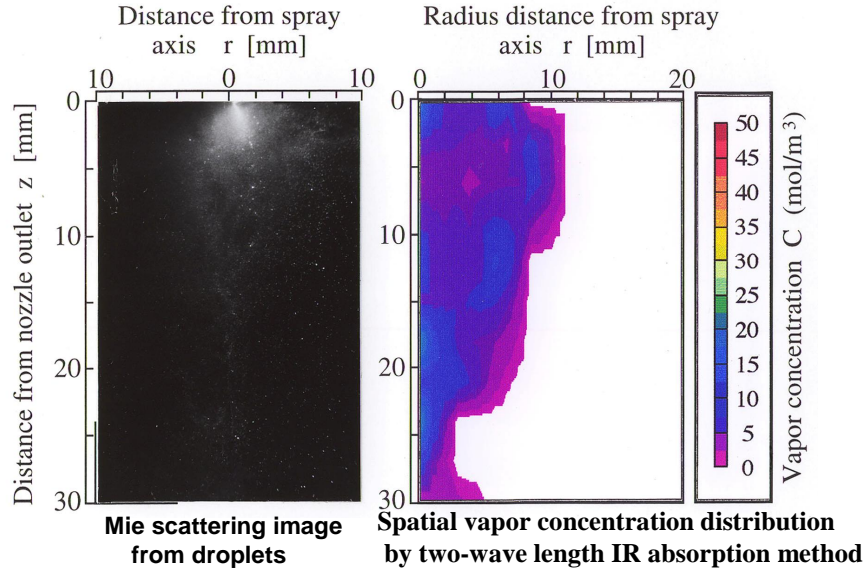 Distance from spray
axis r [mm]
10 0 10
0
10
20
30
Distance from nozzle outlet z [mm]
Mie scattering image
from droplets
Radius distance from spray
axis r [mm]
0 10 20
0
10
20
30
50
45
40
35
30
25
20
15
10
5
0
Vapor concentration C (mol/m³)
Spatial vapor concentration distribution
by two-wave length IR absorption method